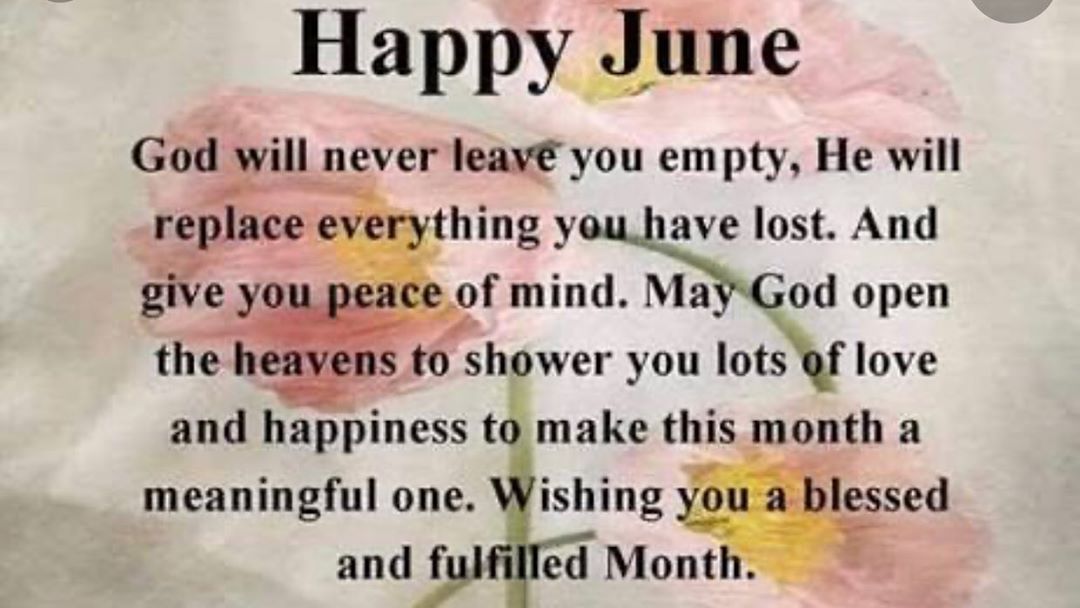 Happy June
God will never leave you empty, He will
replace everything you have lost. And
give you peace of mind. May God open
the heavens to shower you lots of love
and happiness to make this month a
meaningful one. Wishing you a blessed
and fulfilled Month.